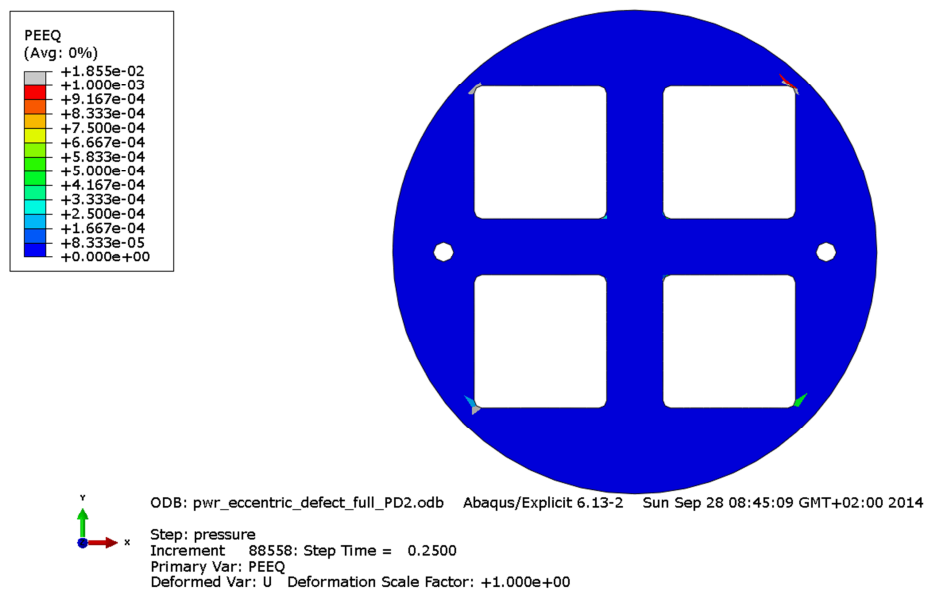 PEEQ
(Avg: 0%)
+1.855e-02
+1.000e-03
+9.167e-04
+8.333e-04
+7.500e-04
+6.667e-04
+5.833e-04
+5.000e-04
+4.167e-04
+3.333e-04
+2.500e-04
+1.667e-04
+8.333e-05
+0.000e+00
Y
X
ODB: pwr_eccentric_defect_full_PD2.odb Abaqus/Explicit 6.13-2 Sun Sep 28 08:45:09 GMT+02:00 2014
Step: pressure
Increment 88558: Step Time = 0.2500
Primary Var: PEEQ
Deformed Var: U Deformation Scale Factor: +1.000e+00